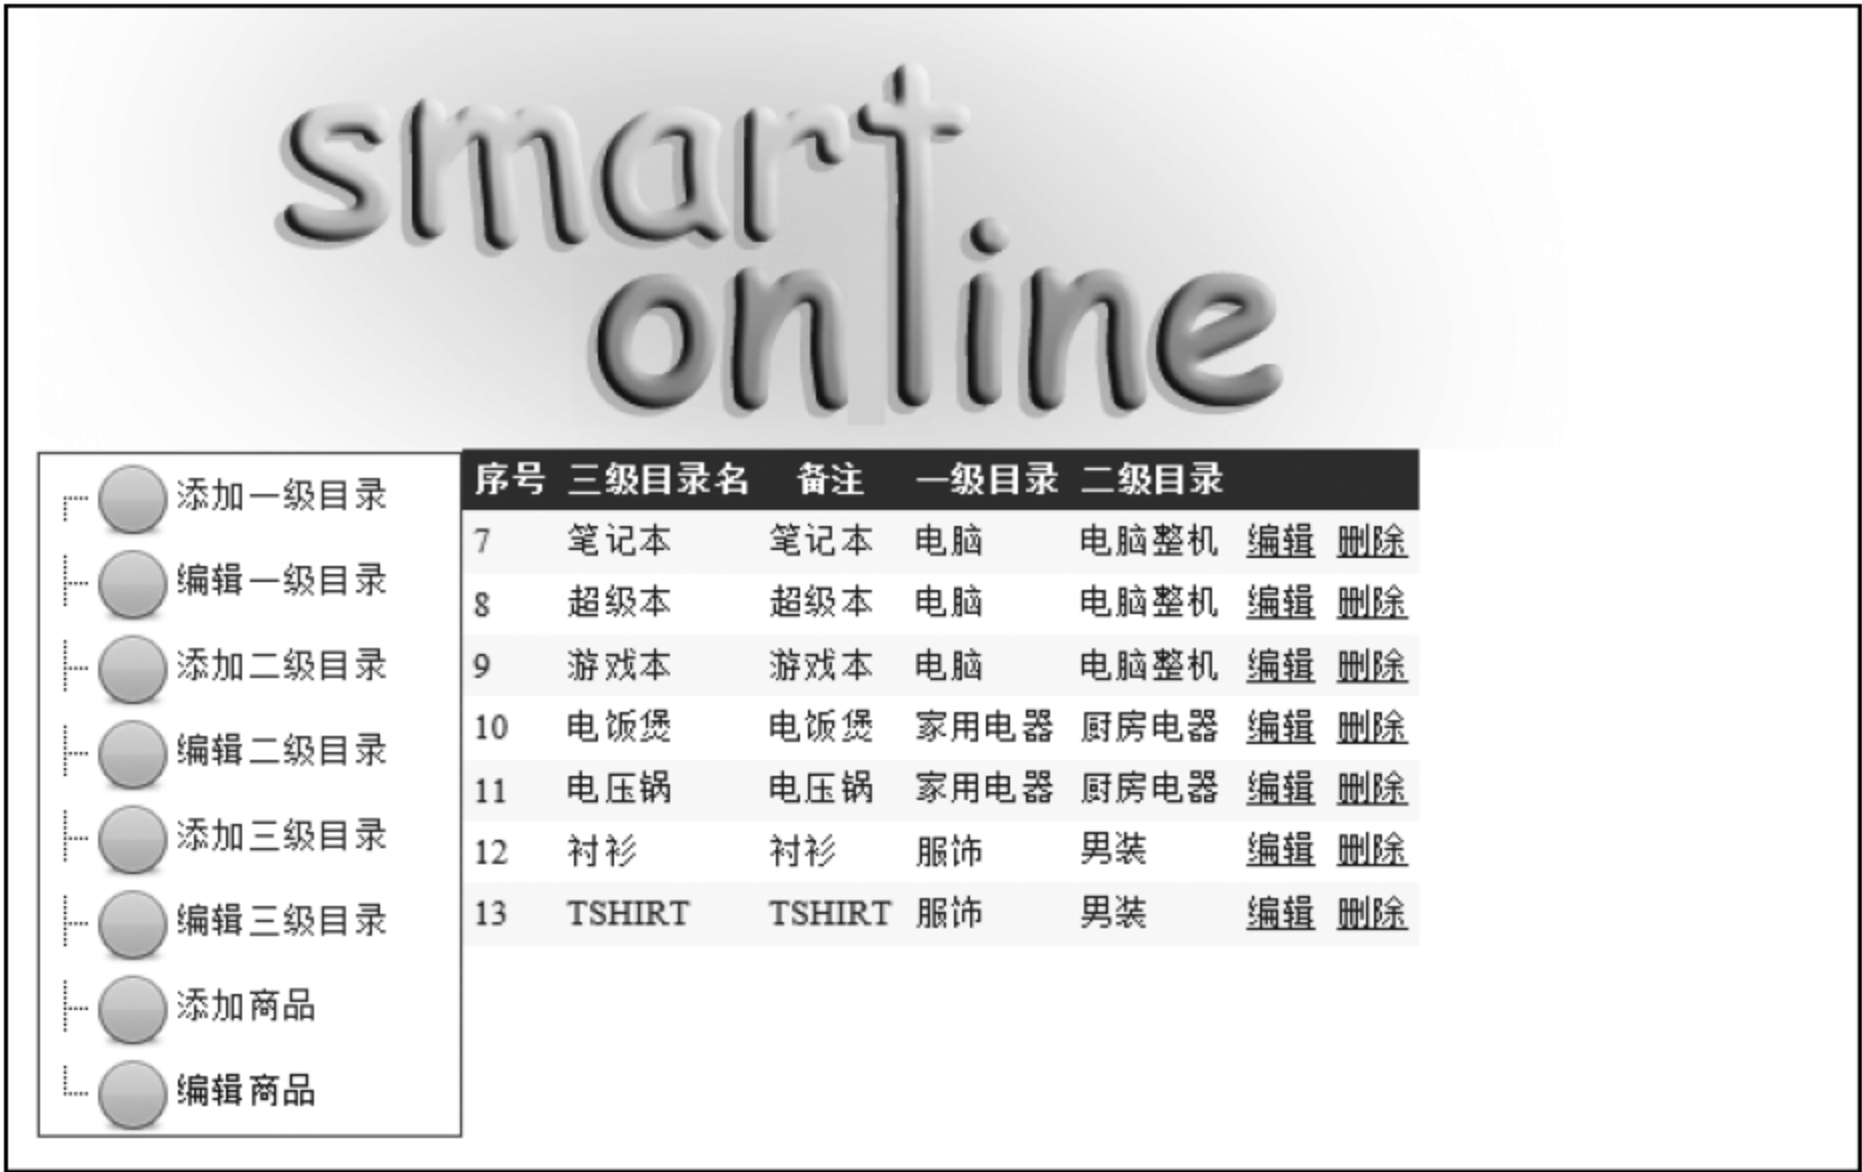 smart
online
添加一级目录
编辑一级目录
添加二级目录
编辑二级目录
添加三级目录
编辑三级目录
添加商品
编辑商品
序号 三级目录名 备注 一级目录 二级目录
7 笔记本 笔记本 电脑 电脑整机 编辑 删除
8 超级本 超级本 电脑 电脑整机 编辑 删除
9 游戏本 游戏本 电脑 电脑整机 编辑 删除
10 电饭煲 电饭煲 家用电器 厨房电器 编辑 删除
11 电压锅 电压锅 家用电器 厨房电器 编辑 删除
12 衬衫 衬衫 服饰 男装 编辑 删除
13 TSHIRT TSHIRT 服饰 男装 编辑 删除